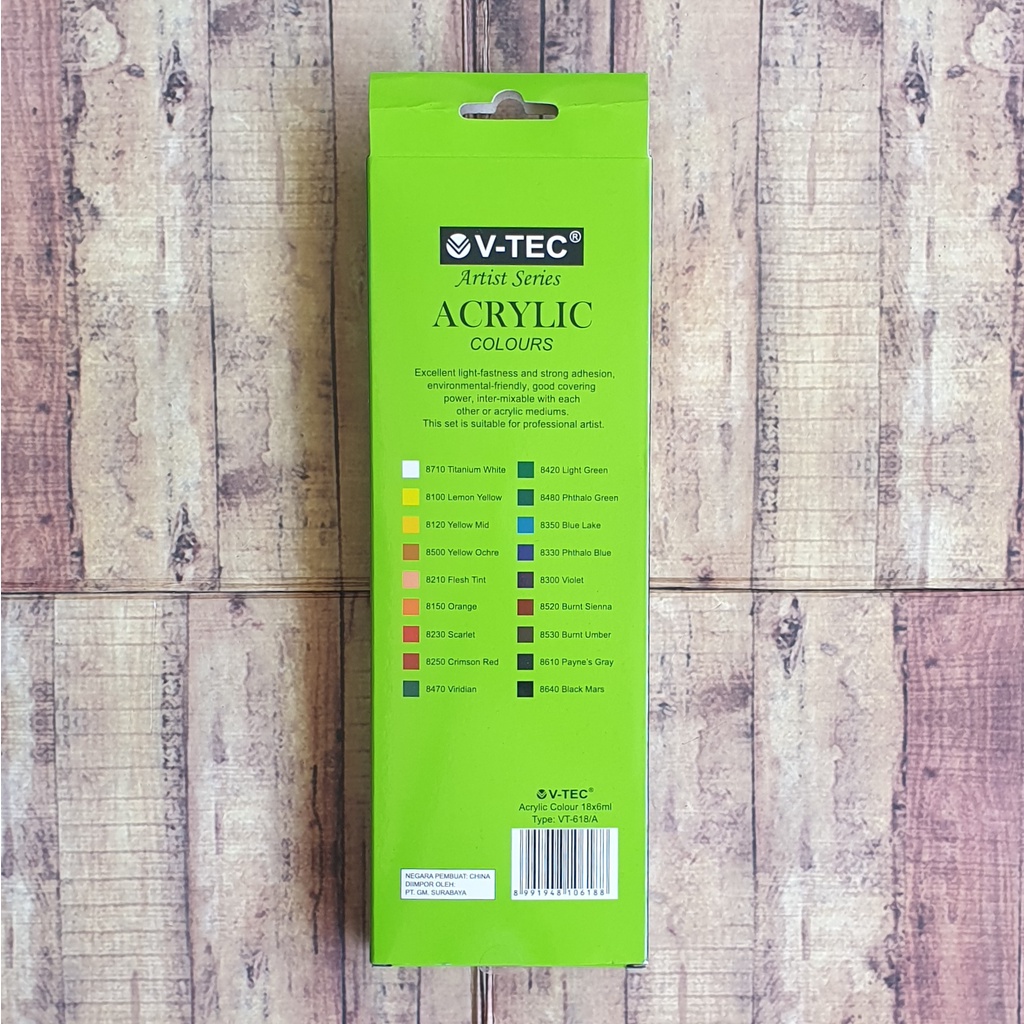 V-TEC®
Artist Series
ACRYLIC
COLOURS
Excellent light-fastness and strong adhesion,
environmental-friendly, good covering
power, inter-mixable with each
other or acrylic mediums.
This set is suitable for professional artist.
8710 Titanium White
8100 Lemon Yellow
8120 Yellow Mid
8500 Yellow Ochre
8210 Flesh Tint
8150 Orange
8230 Scarlet
8250 Crimson Red
8470 Viridian
8420 Light Green
8480 Phthalo Green
8350 Blue Lake
8330 Phthalo Blue
8300 Violet
8520 Burnt Sienna
8530 Burnt Umber
8610 Payne's Gray
8640 Black Mars
V-TEC®
Acrylic Colour 18x6ml
Type: VT-618/A
8 991948 106188
NEGARA PEMBUAT: CHINA
DIIMPOR OLEH:
PT. GM. SURABAYA